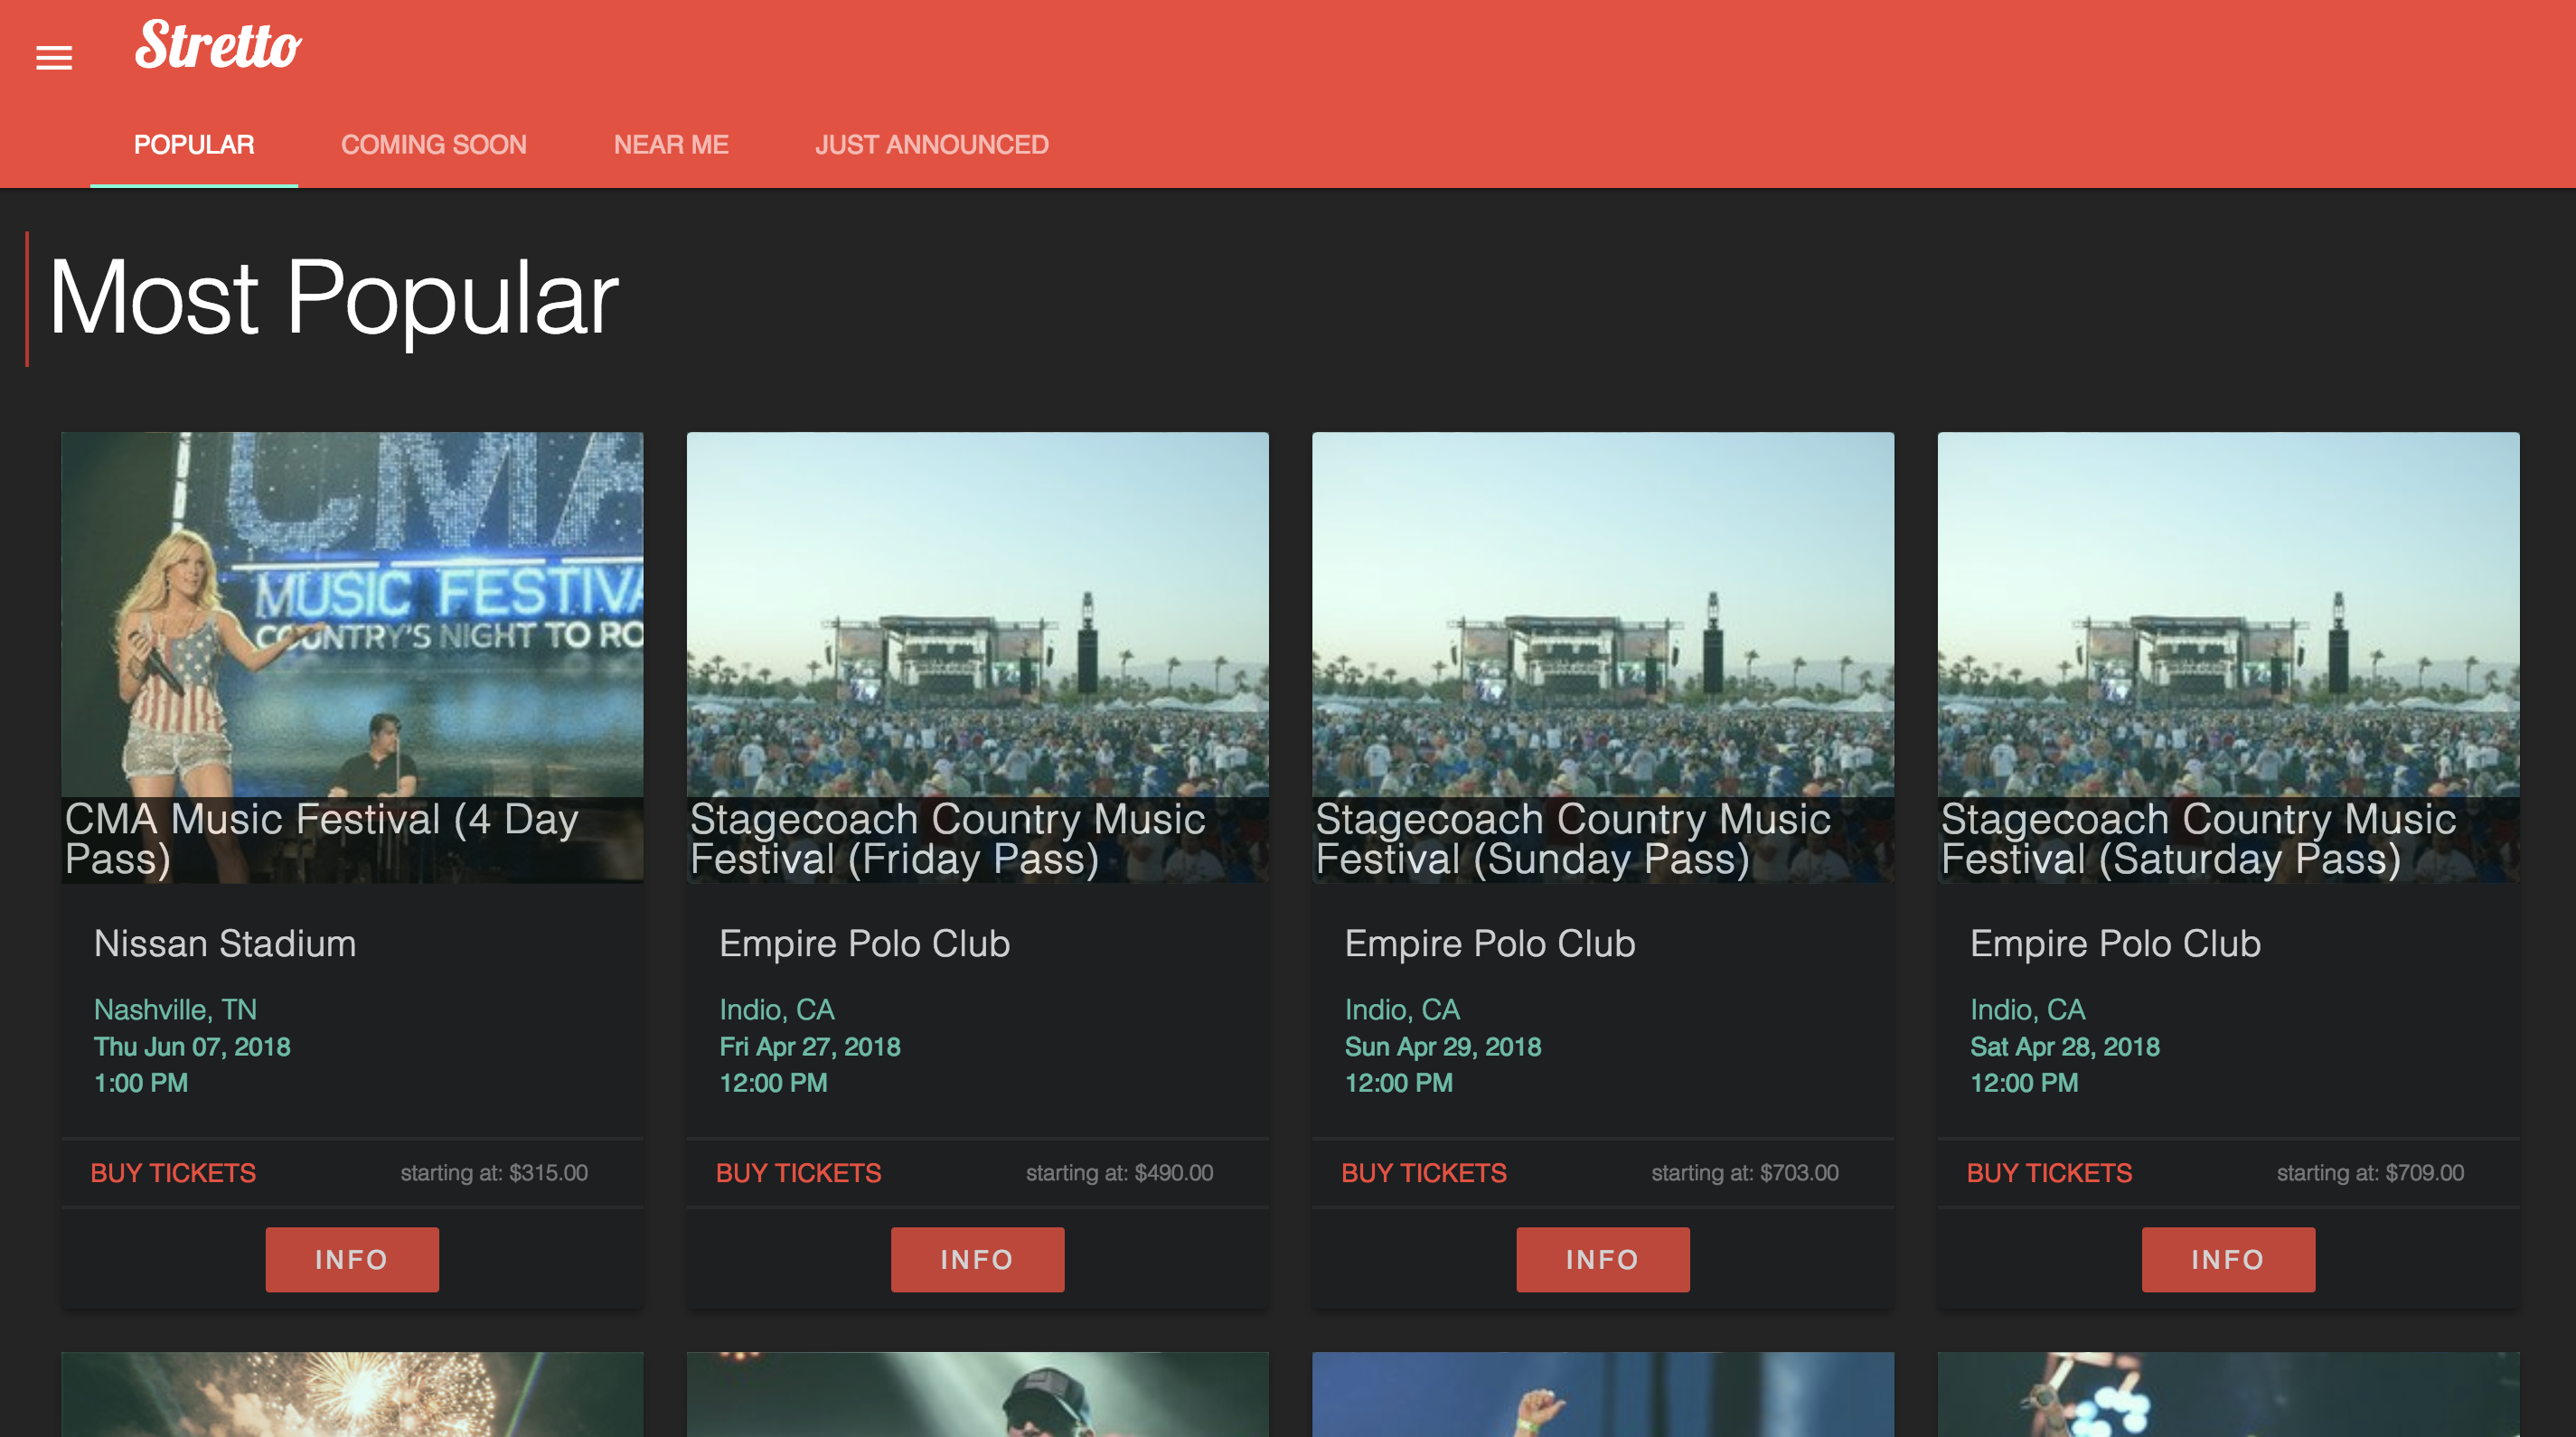 Stretto
POPULAR
COMING SOON
NEAR ME
JUST ANNOUNCED
Most Popular
CMA
MUSIC FESTIVA
COUNTRY'S NIGHT TO RO
CMA Music Festival (4 Day
Pass)
Nissan Stadium
Nashville, TN
Thu Jun 07, 2018
1:00 PM
BUY TICKETS
starting at: $315.00
INFO
Stagecoach Country Music
Festival (Friday Pass)
Empire Polo Club
Indio, CA
Fri Apr 27, 2018
12:00 PM
BUY TICKETS
starting at: $490.00
INFO
Stagecoach Country Music
Festival (Sunday Pass)
Empire Polo Club
Indio, CA
Sun Apr 29, 2018
12:00 PM
BUY TICKETS
starting at: $703.00
INFO
Stagecoach Country Music
Festival (Saturday Pass)
Empire Polo Club
Indio, CA
Sat Apr 28, 2018
12:00 PM
BUY TICKETS
starting at: $709.00
INFO